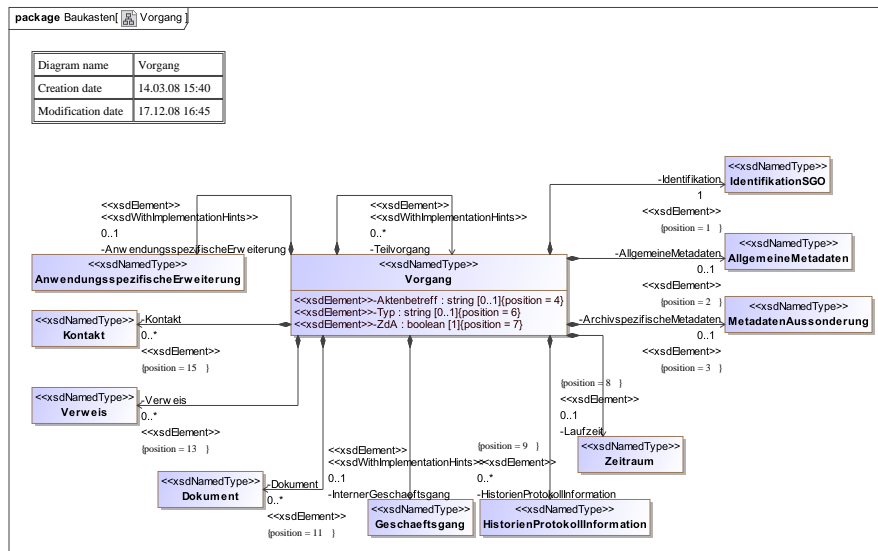 package Baukasten[ Vorgang ]
Diagram name Vorgang
Creation date 14.03.08 15:40
Modification date 17.12.08 16:45
<<xsdElement>>
<<xsdWithImplementationHints>>
0..1
-AnwendungsspezifischeErweiterung
<<xsdNamedType>>
AnwendungsspezifischeErweiterung
<<xsdElement>>
<<xsdWithImplementationHints>>
0..*
-Teilvorgang
<<xsdNamedType>>
Vorgang
<<xsdElement>>-Aktenbetreff : string [0..1]{position = 4}
<<xsdElement>>-Typ : string [0..1]{position = 6}
<<xsdElement>>-ZdA : boolean [1]{position = 7}
-Identifikation
1
<<xsdElement>>
{position = 1 }
<<xsdNamedType>>
IdentifikationSGO
-AllgemeineMetadaten
0..1
<<xsdElement>>
{position = 2 }
<<xsdNamedType>>
AllgemeineMetadaten
-ArchivspezifischeMetadaten
0..1
<<xsdElement>>
{position = 3 }
<<xsdNamedType>>
MetadatenAussonderung
<<xsdNamedType>>
Kontakt
-Kontakt
0..*
<<xsdElement>>
{position = 15 }
<<xsdNamedType>>
Verweis
-Verweis
0..*
<<xsdElement>>
{position = 13 }
<<xsdNamedType>>
Dokument
-Dokument
0..*
<<xsdElement>>
{position = 11 }
<<xsdElement>>
<<xsdWithImplementationHints>>
0..1
-InternerGeschaeftsgang
<<xsdNamedType>>
Geschaeftsgang
{position = 9 }
<<xsdElement>>
0..*
-HistorienProtokollInformation
<<xsdNamedType>>
HistorienProtokollInformation
{position = 8 }
<<xsdElement>>
0..1
-Laufzeit
<<xsdNamedType>>
Zeitraum